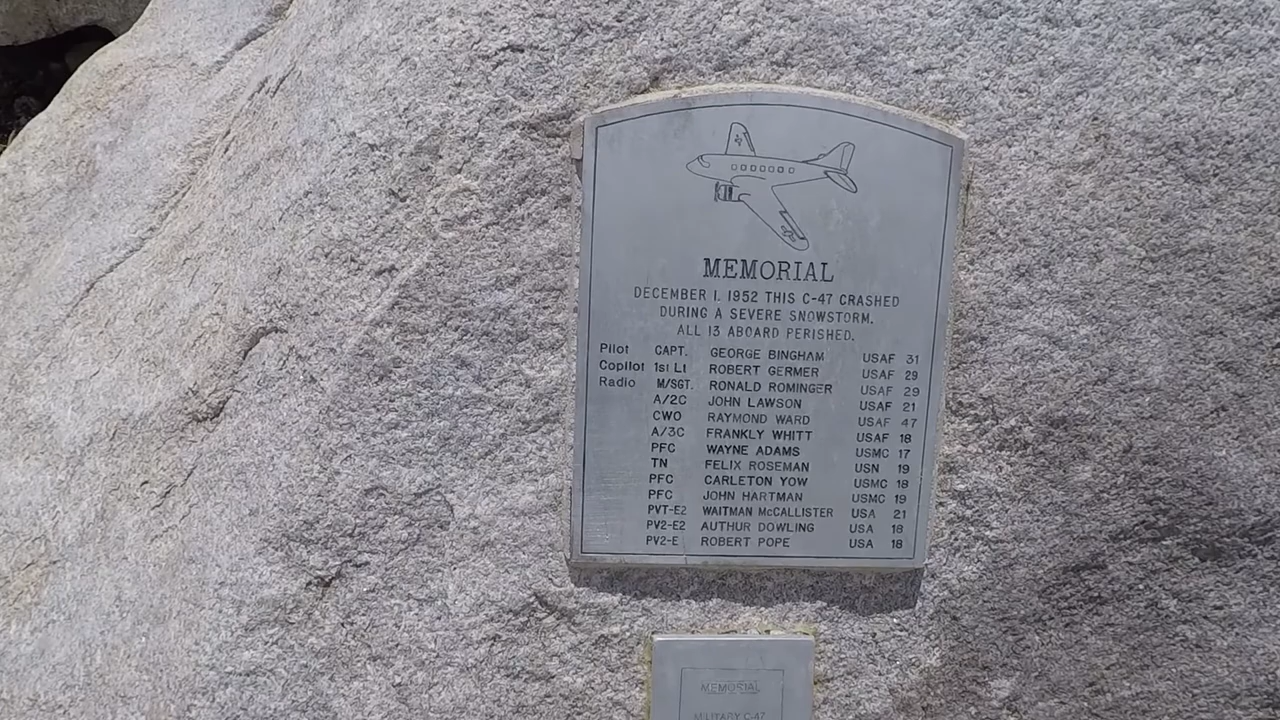 MEMORIAL
DECEMBER 1, 1952 THIS C-47 CRASHED
DURING A SEVERE SNOWSTORM.
ALL 13 ABOARD PERISHED.
Pilot CAPT. GEORGE BINGHAM USAF 31
Copilot 1st Lt ROBERT GERMER USAF 29
Radio M/SGT. RONALD ROMINGER USAF 29
A/2C JOHN LAWSON USAF 21
CWO RAYMOND WARD USAF 47
A/3C FRANKLY WHITT USAF 18
PFC WAYNE ADAMS USMC 17
TN FELIX ROSEMAN USN 19
PFC CARLETON YOW USMC 18
PFC JOHN HARTMAN USMC 19
PVT-E2 WAITMAN McCALLISTER USA 21
PV2-E2 AUTHUR DOWLING USA 18
PV2-E ROBERT POPE USA 18
MEMORIAL
MILITARY C-47